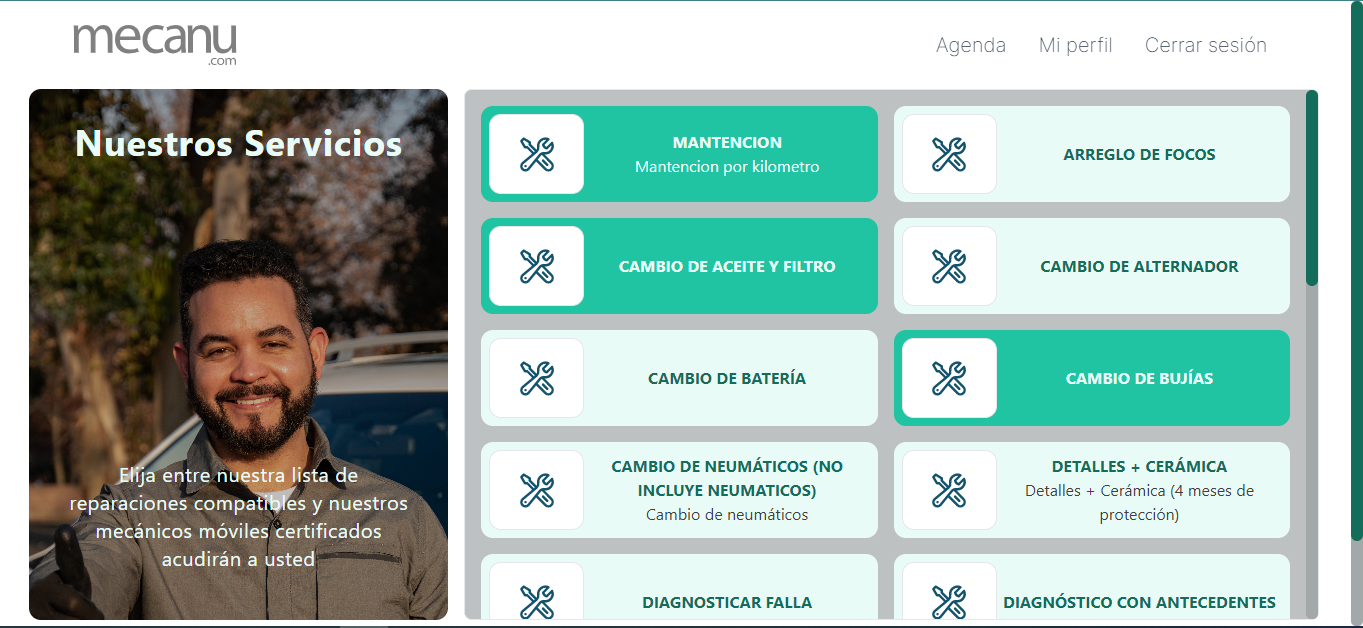 mecanu
.com
Agenda Mi perfil Cerrar sesión
Nuestros Servicios
Elija entre nuestra lista de
reparaciones compatibles y nuestros
mecánicos móviles certificados
acudirán a usted
MANTENCION
Mantencion por kilometro
ARREGLO DE FOCOS
CAMBIO DE ACEITE Y FILTRO
CAMBIO DE ALTERNADOR
CAMBIO DE BATERÍA
CAMBIO DE BUJÍAS
CAMBIO DE NEUMÁTICOS (NO
INCLUYE NEUMATICOS)
Cambio de neumáticos
DETALLES + CERÁMICA
Detalles + Cerámica (4 meses de
protección)
DIAGNOSTICAR FALLA
DIAGNÓSTICO CON ANTECEDENTES